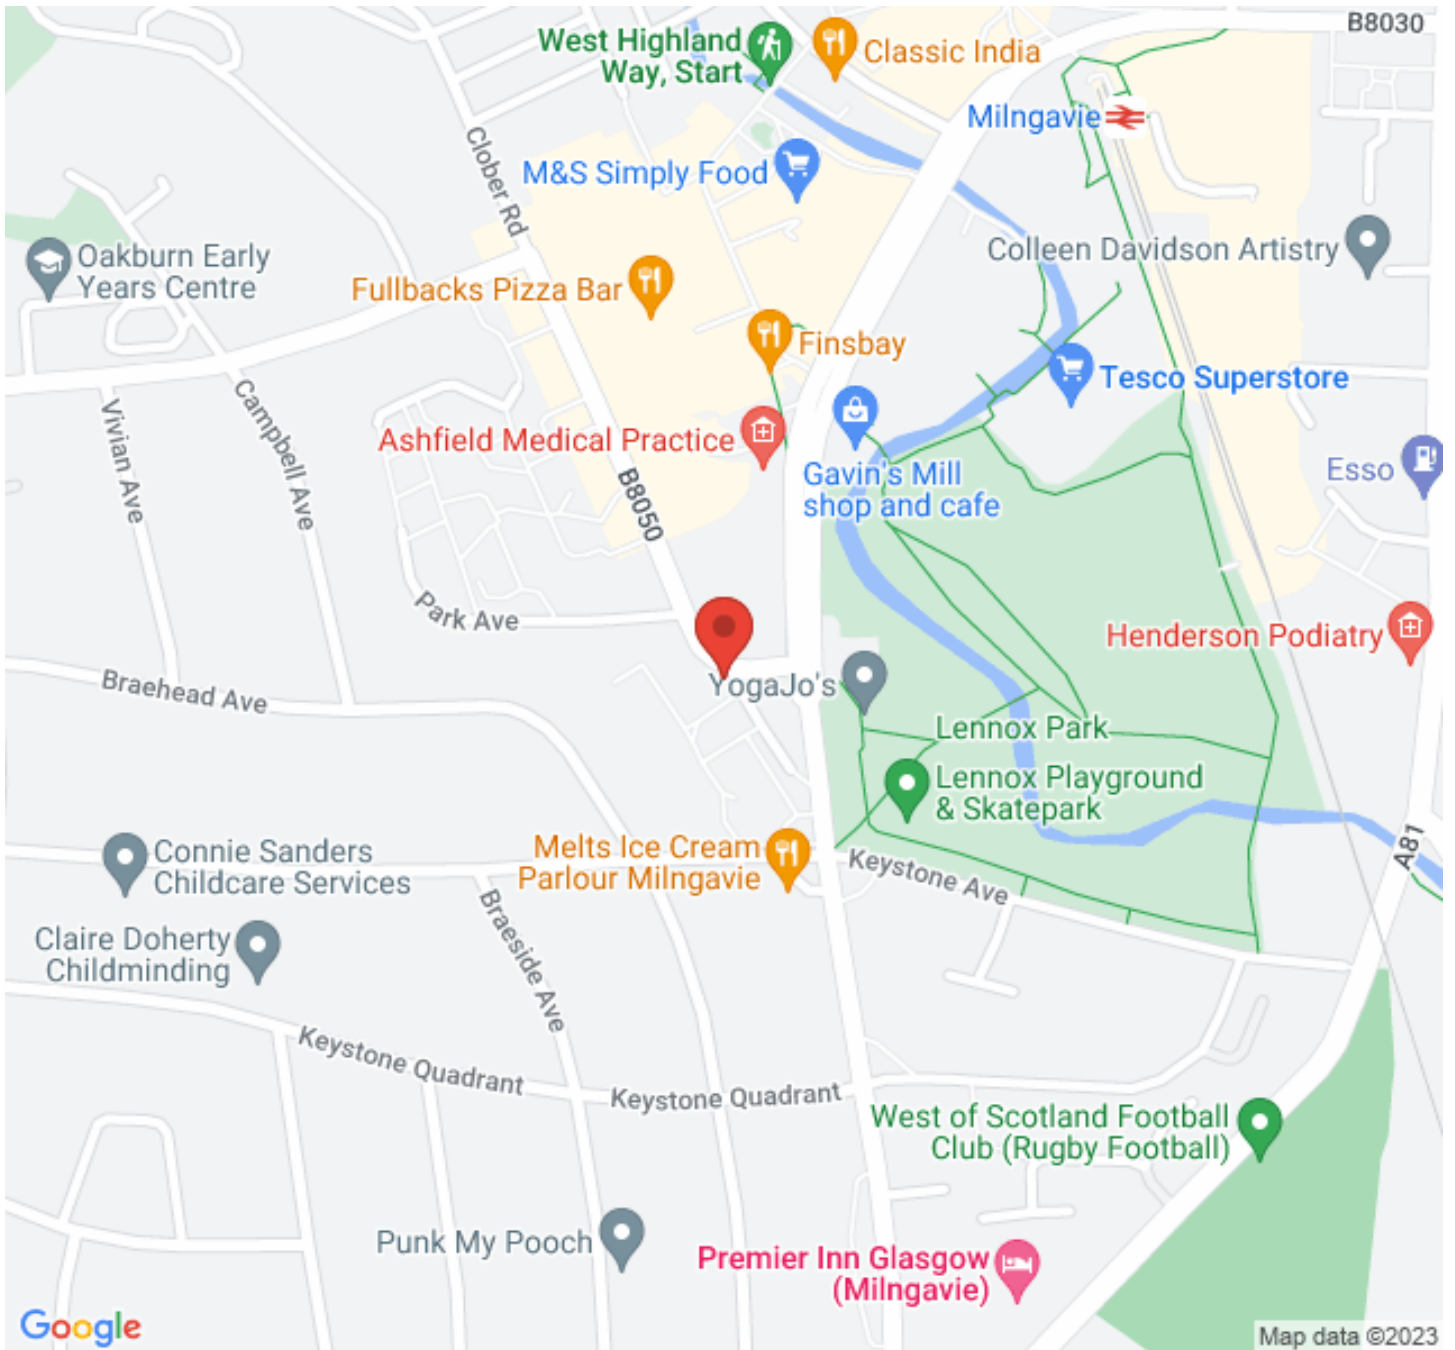 B8030
West Highland
Way, Start
Classic India
Milngavie
Clober Rd
M&S Simply Food
Colleen Davidson Artistry
Oakburn Early
Years Centre
Fullbacks Pizza Bar
Finsbay
Tesco Superstore
Vivian Ave
Campbell Ave
Ashfield Medical Practice
Gavin's Mill
shop and cafe
Esso
B8050
Park Ave
Henderson Podiatry
Braehead Ave
YogaJo's
Lennox Park
Lennox Playground
& Skatepark
Melts Ice Cream
Parlour Milngavie
Connie Sanders
Childcare Services
Keystone Ave
A81
Claire Doherty
Childminding
Braeside Ave
Keystone Quadrant
Keystone Quadrant
West of Scotland Football
Club (Rugby Football)
Punk My Pooch
Premier Inn Glasgow
(Milngavie)
Google
Map data ©2023